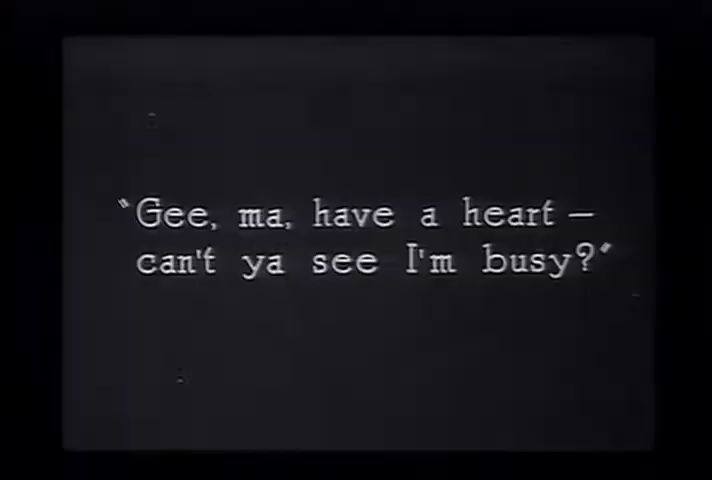 "Gee, ma, have a heart —
can't ya see I'm busy?"